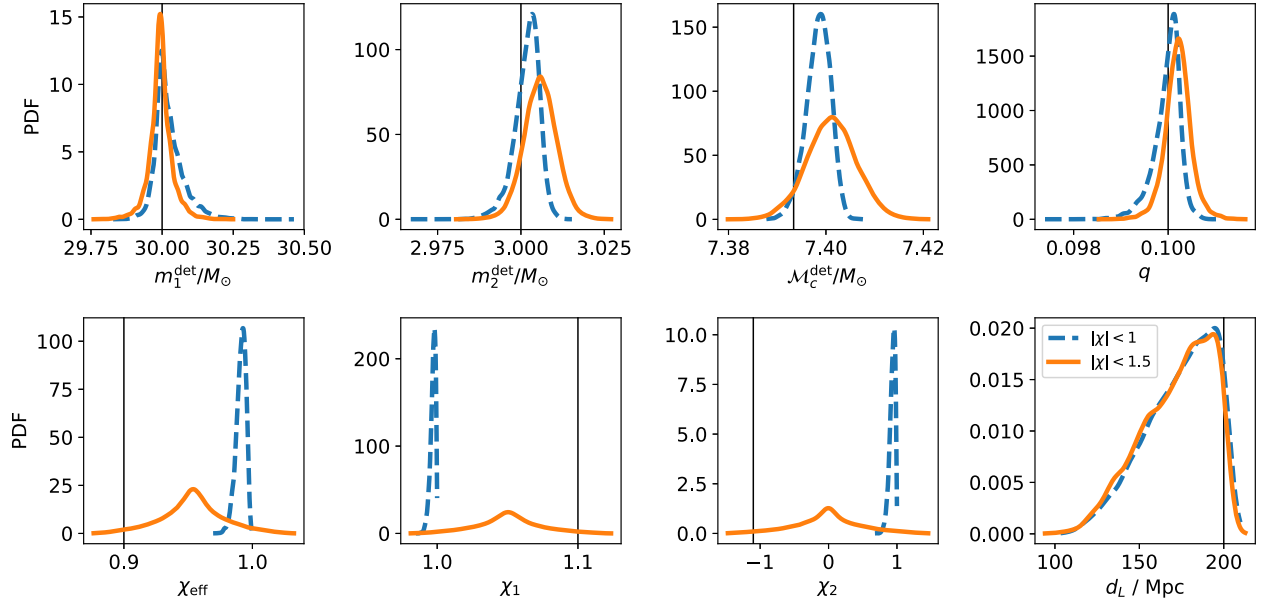 PDF
15
10
5
0
29.75 30.00 30.25 30.50
m₁^det/M⊙
100
50
0
2.975 3.000 3.025
m₂^det/M⊙
150
100
50
0
7.38 7.40 7.42
ℳc^det/M⊙
1500
1000
500
0
0.098 0.100
q
PDF
100
75
50
25
0
0.9 1.0
χeff
200
100
0
1.0 1.1
χ₁
10.0
7.5
5.0
2.5
0.0
−1 0 1
χ₂
0.020
0.015
0.010
0.005
0.000
|χ| < 1
|χ| < 1.5
100 150 200
dL / Mpc